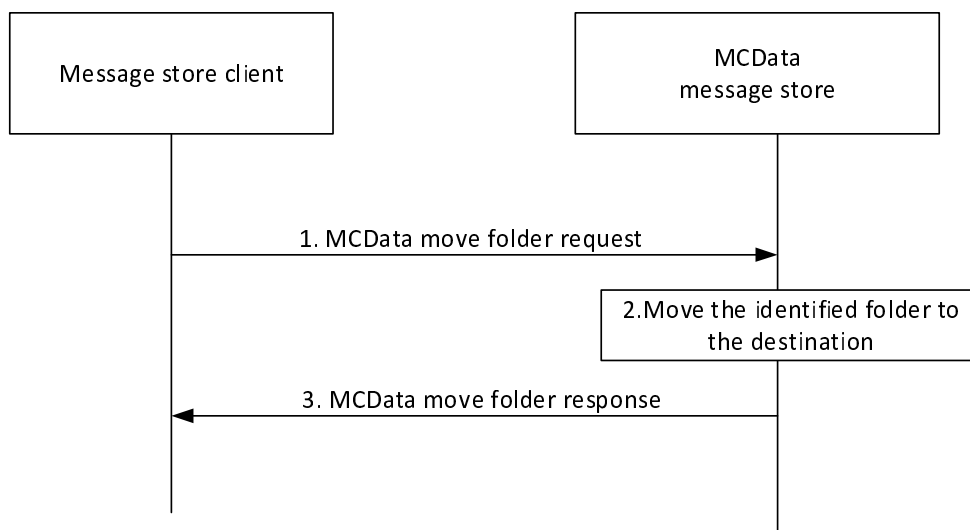 Message store client
MCData
message store
1. MCData move folder request
2.Move the identified folder to
the destination
3. MCData move folder response